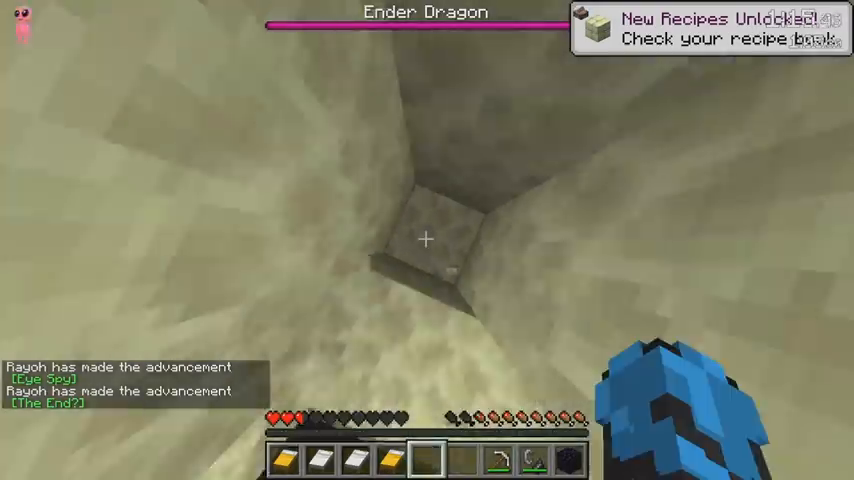 Ender Dragon
New Recipes Unlocked!
Check your recipe book
Rayoh has made the advancement
[Eye Spy]
Rayoh has made the advancement
[The End?]